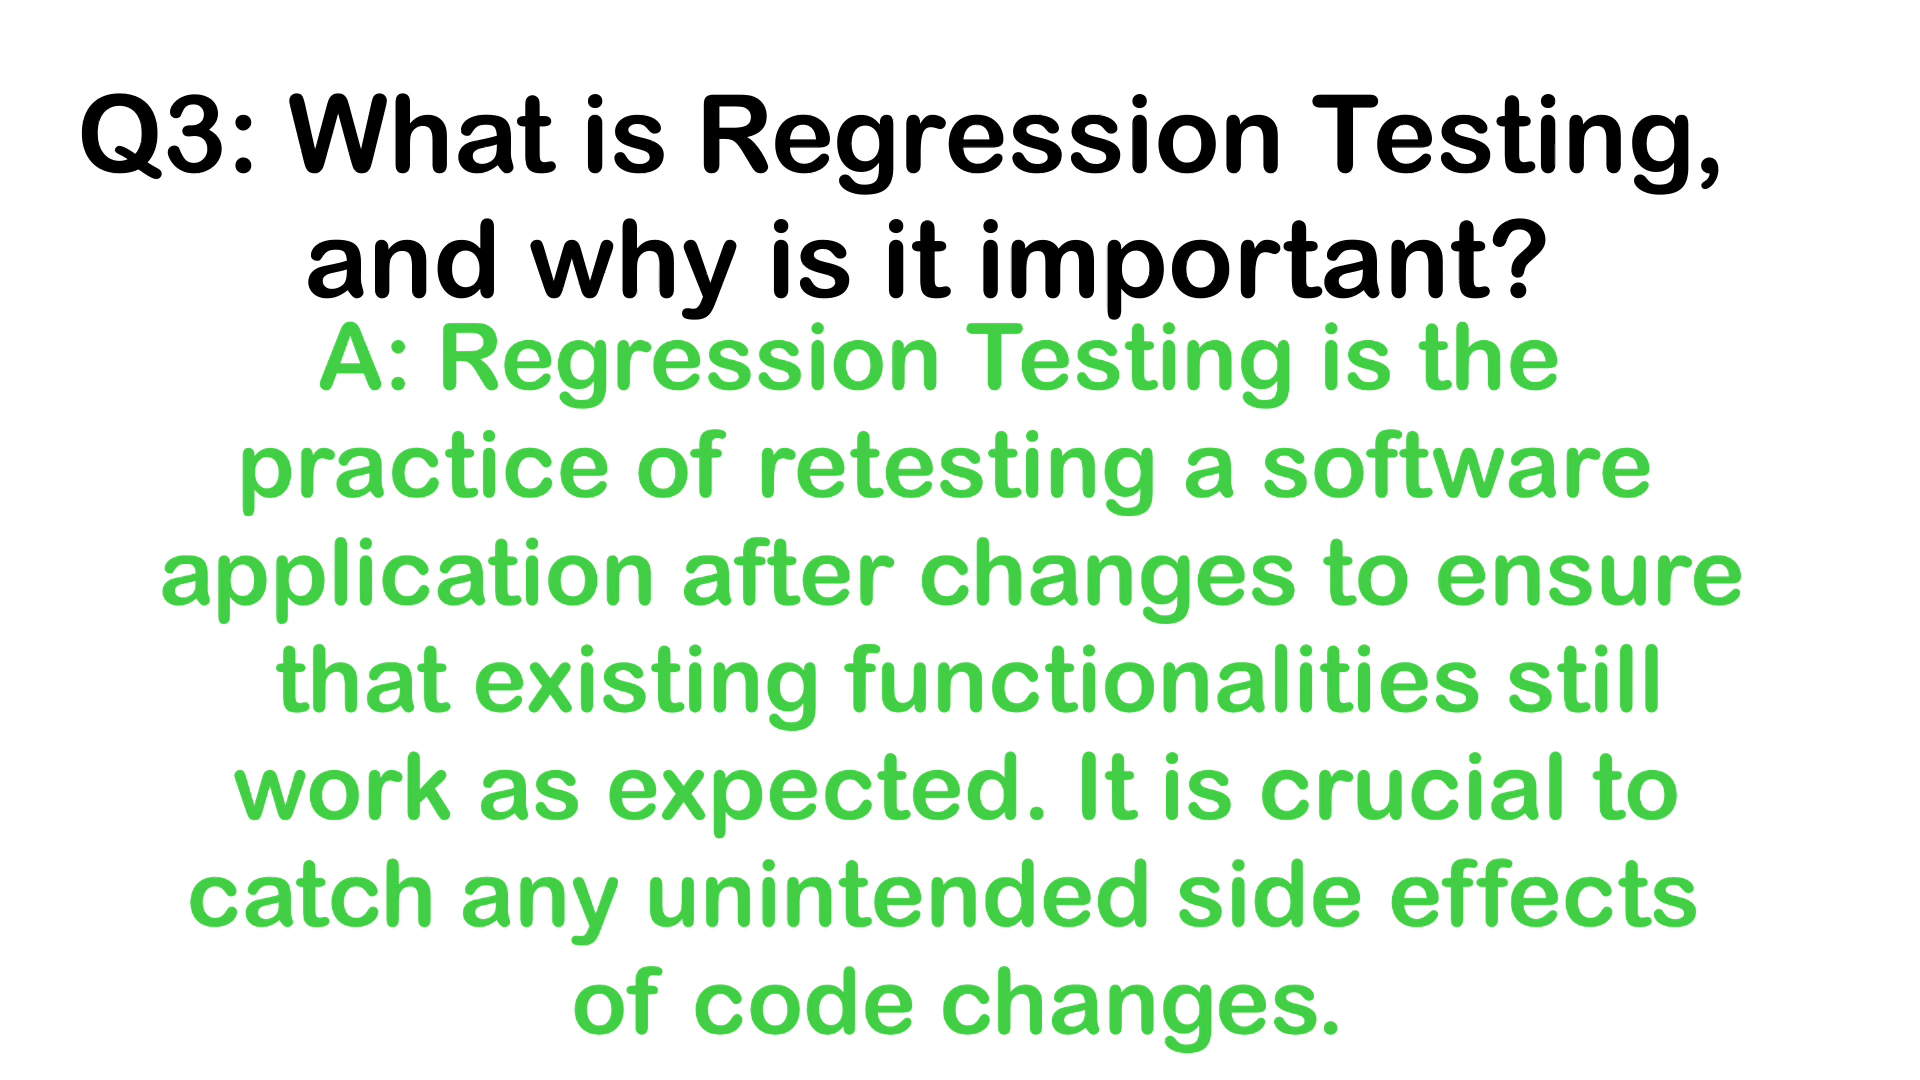 Q3: What is Regression Testing,
and why is it important?
A: Regression Testing is the
practice of retesting a software
application after changes to ensure
that existing functionalities still
work as expected. It is crucial to
catch any unintended side effects
of code changes.